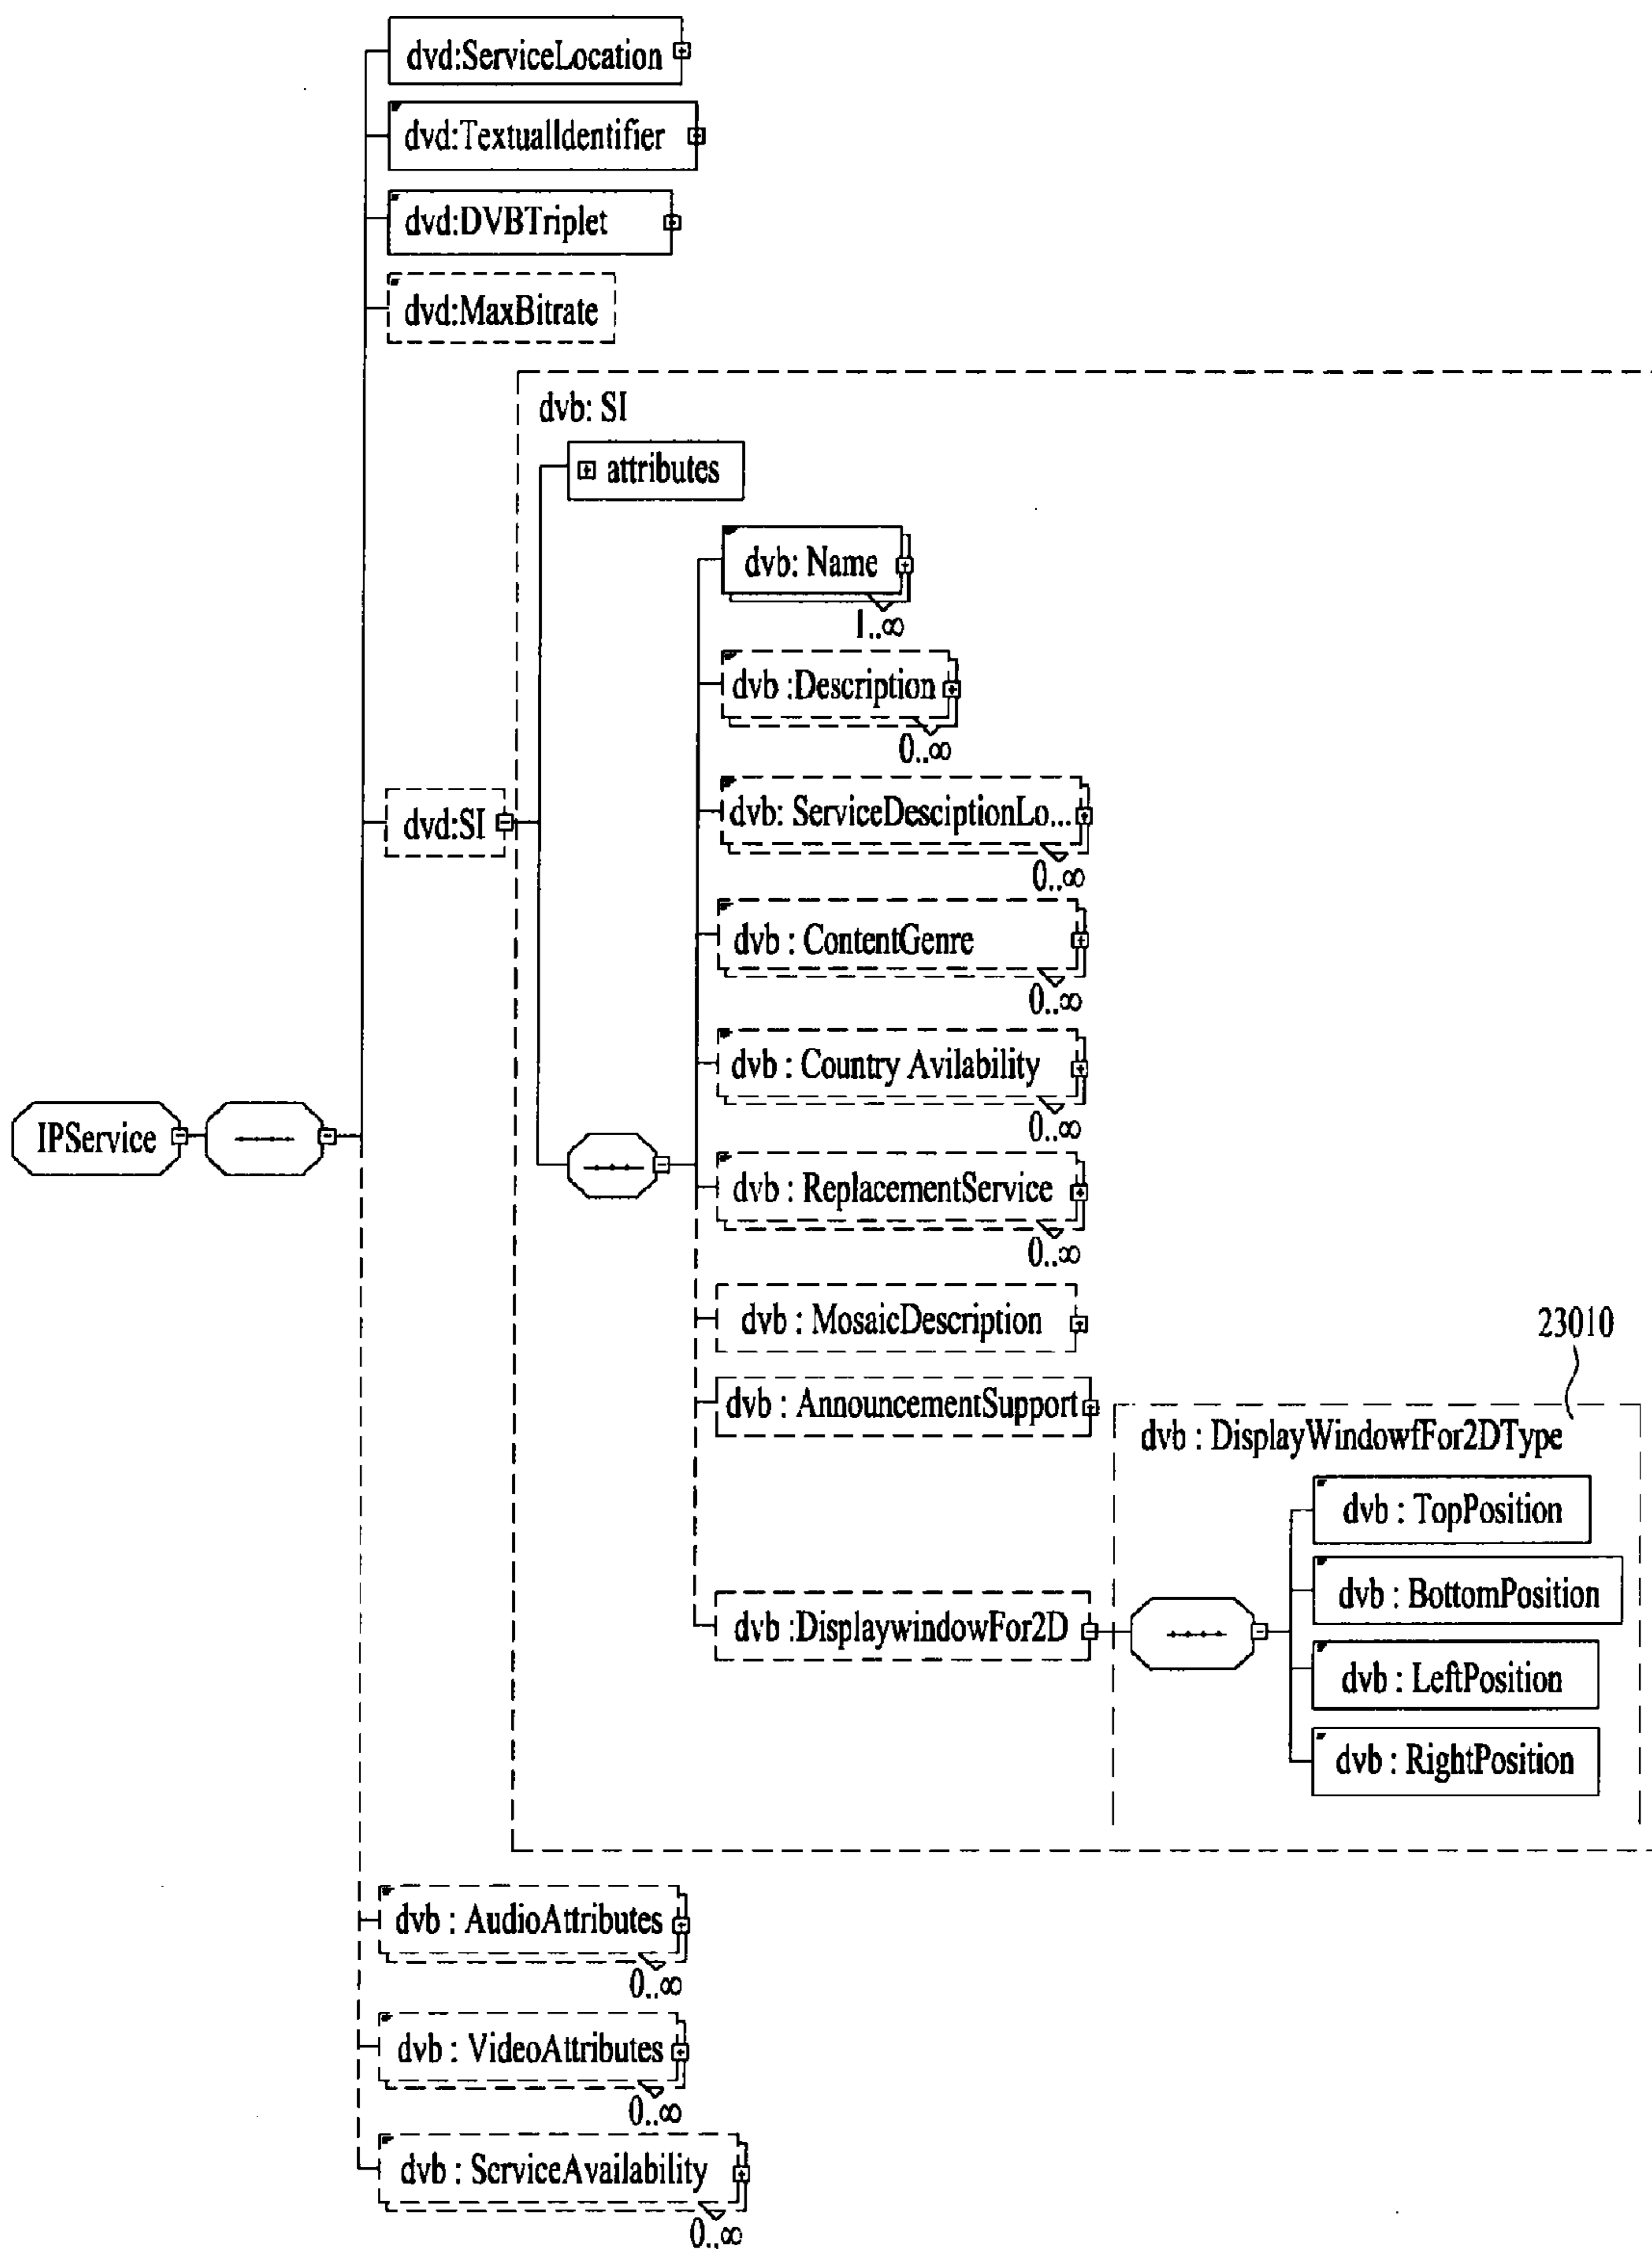 dvd:ServiceLocation
dvd:TextualIdentifier
dvd:DVBTriplet
dvd:MaxBitrate
dvb: SI
attributes
dvb: Name
1..∞
dvb :Description
0..∞
dvb: ServiceDesciptionLo...
0..∞
dvd:SI
dvb : ContentGenre
0..∞
dvb : Country Avilability
0..∞
IPService
dvb : ReplacementService
0..∞
dvb : MosaicDescription
23010
dvb : AnnouncementSupport
dvb : DisplayWindowfFor2DType
dvb : TopPosition
dvb : BottomPosition
dvb :DisplaywindowFor2D
dvb : LeftPosition
dvb : RightPosition
dvb : AudioAttributes
0..∞
dvb : VideoAttributes
0..∞
dvb : ServiceAvailability
0..∞